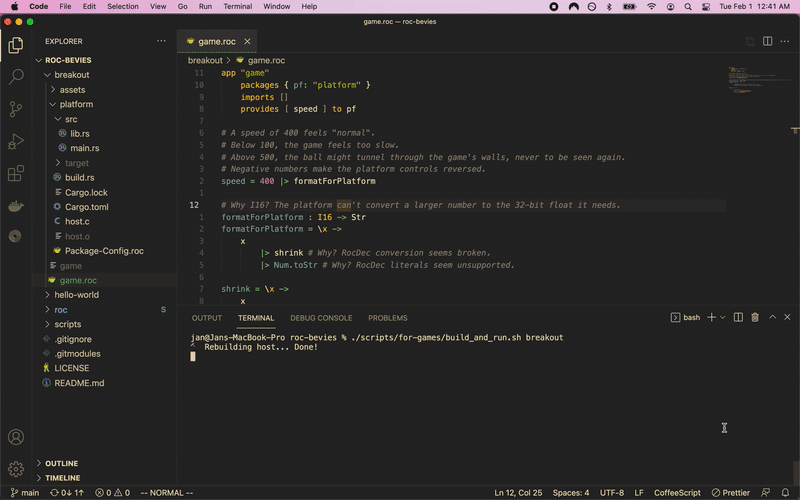 Code File Edit Selection View Go Run Terminal Window Help
Tue Feb 1 12:41 AM
game.roc — roc-bevies
EXPLORER
ROC-BEVIES
breakout
assets
platform
src
lib.rs
main.rs
target
build.rs
Cargo.lock
Cargo.toml
host.c
host.o
Package-Config.roc
game
game.roc
hello-world
roc S
scripts
.gitignore
.gitmodules
LICENSE
README.md
OUTLINE
TIMELINE
game.roc
breakout > game.roc
11 app "game"
10 packages { pf: "platform" }
9 imports []
8 provides [ speed ] to pf
7
6 # A speed of 400 feels "normal".
5 # Below 100, the game feels too slow.
4 # Above 500, the ball might tunnel through the game's walls, never to be seen again.
3 # Negative numbers make the platform controls reversed.
2 speed = 400 |> formatForPlatform
1
12 # Why I16? The platform can't convert a larger number to the 32-bit float it needs.
1 formatForPlatform : I16 -> Str
2 formatForPlatform = \x ->
3 x
4 |> shrink # Why? RocDec conversion seems broken.
5 |> Num.toStr # Why? RocDec literals seem unsupported.
6
7 shrink = \x ->
8 x
OUTPUT TERMINAL DEBUG CONSOLE PROBLEMS
bash
jan@Jans-MacBook-Pro roc-bevies % ./scripts/for-games/build_and_run.sh breakout
Rebuilding host... Done!
main 0↓ 1↑ 0 0 -- NORMAL -- Ln 12, Col 25 Spaces: 4 UTF-8 LF CoffeeScript Prettier